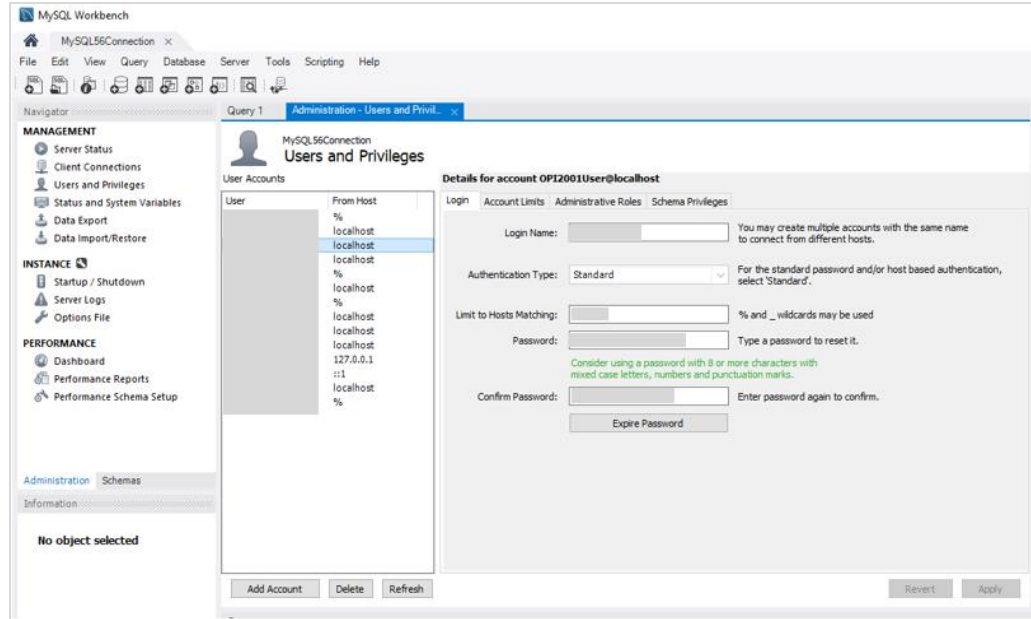 MySQL Workbench
MySQL56Connection ×
File Edit View Query Database Server Tools Scripting Help
Navigator
MANAGEMENT
Server Status
Client Connections
Users and Privileges
Status and System Variables
Data Export
Data Import/Restore
INSTANCE
Startup / Shutdown
Server Logs
Options File
PERFORMANCE
Dashboard
Performance Reports
Performance Schema Setup
Administration Schemas
Information
No object selected
Query 1 Administration - Users and Privil... ×
MySQL56Connection
Users and Privileges
User Accounts
User From Host
%
localhost
localhost
localhost
%
localhost
%
localhost
localhost
localhost
127.0.0.1
::1
localhost
%
Add Account Delete Refresh
Details for account OPI2001User@localhost
Login Account Limits Administrative Roles Schema Privileges
Login Name: You may create multiple accounts with the same name
to connect from different hosts.
Authentication Type: Standard For the standard password and/or host based authentication,
select 'Standard'.
Limit to Hosts Matching: % and _ wildcards may be used
Password: Type a password to reset it.
Consider using a password with 8 or more characters with
mixed case letters, numbers and punctuation marks.
Confirm Password: Enter password again to confirm.
Expire Password
Revert Apply